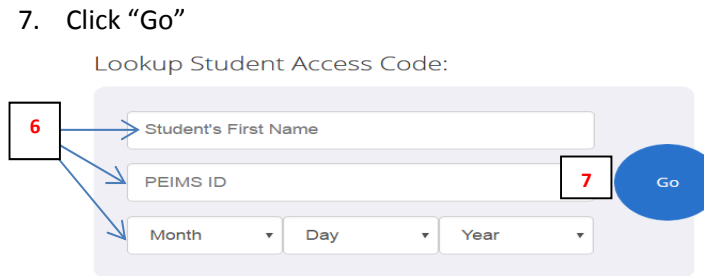 7. Click “Go”
Lookup Student Access Code:
6
Student's First Name
PEIMS ID
7
Go
Month Day Year